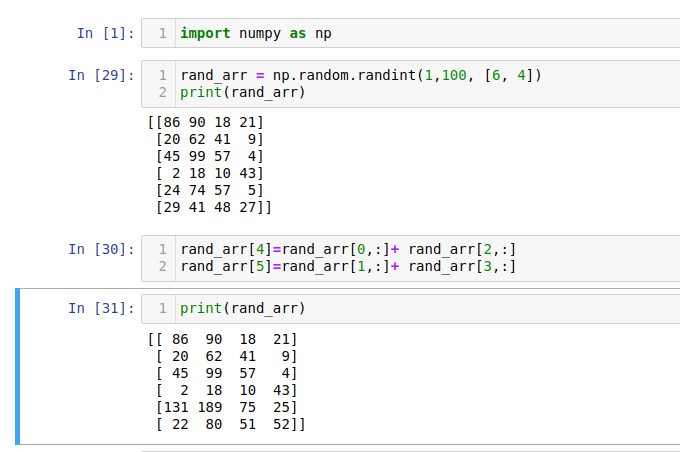 In [1]: 1 import numpy as np
In [29]: 1 rand_arr = np.random.randint(1,100, [6, 4])
2 print(rand_arr)
[[86 90 18 21]
 [20 62 41  9]
 [45 99 57  4]
 [ 2 18 10 43]
 [24 74 57  5]
 [29 41 48 27]]
In [30]: 1 rand_arr[4]=rand_arr[0,:]+ rand_arr[2,:]
2 rand_arr[5]=rand_arr[1,:]+ rand_arr[3,:]
In [31]: 1 print(rand_arr)
[[ 86  90  18  21]
 [ 20  62  41   9]
 [ 45  99  57   4]
 [  2  18  10  43]
 [131 189  75  25]
 [ 22  80  51  52]]